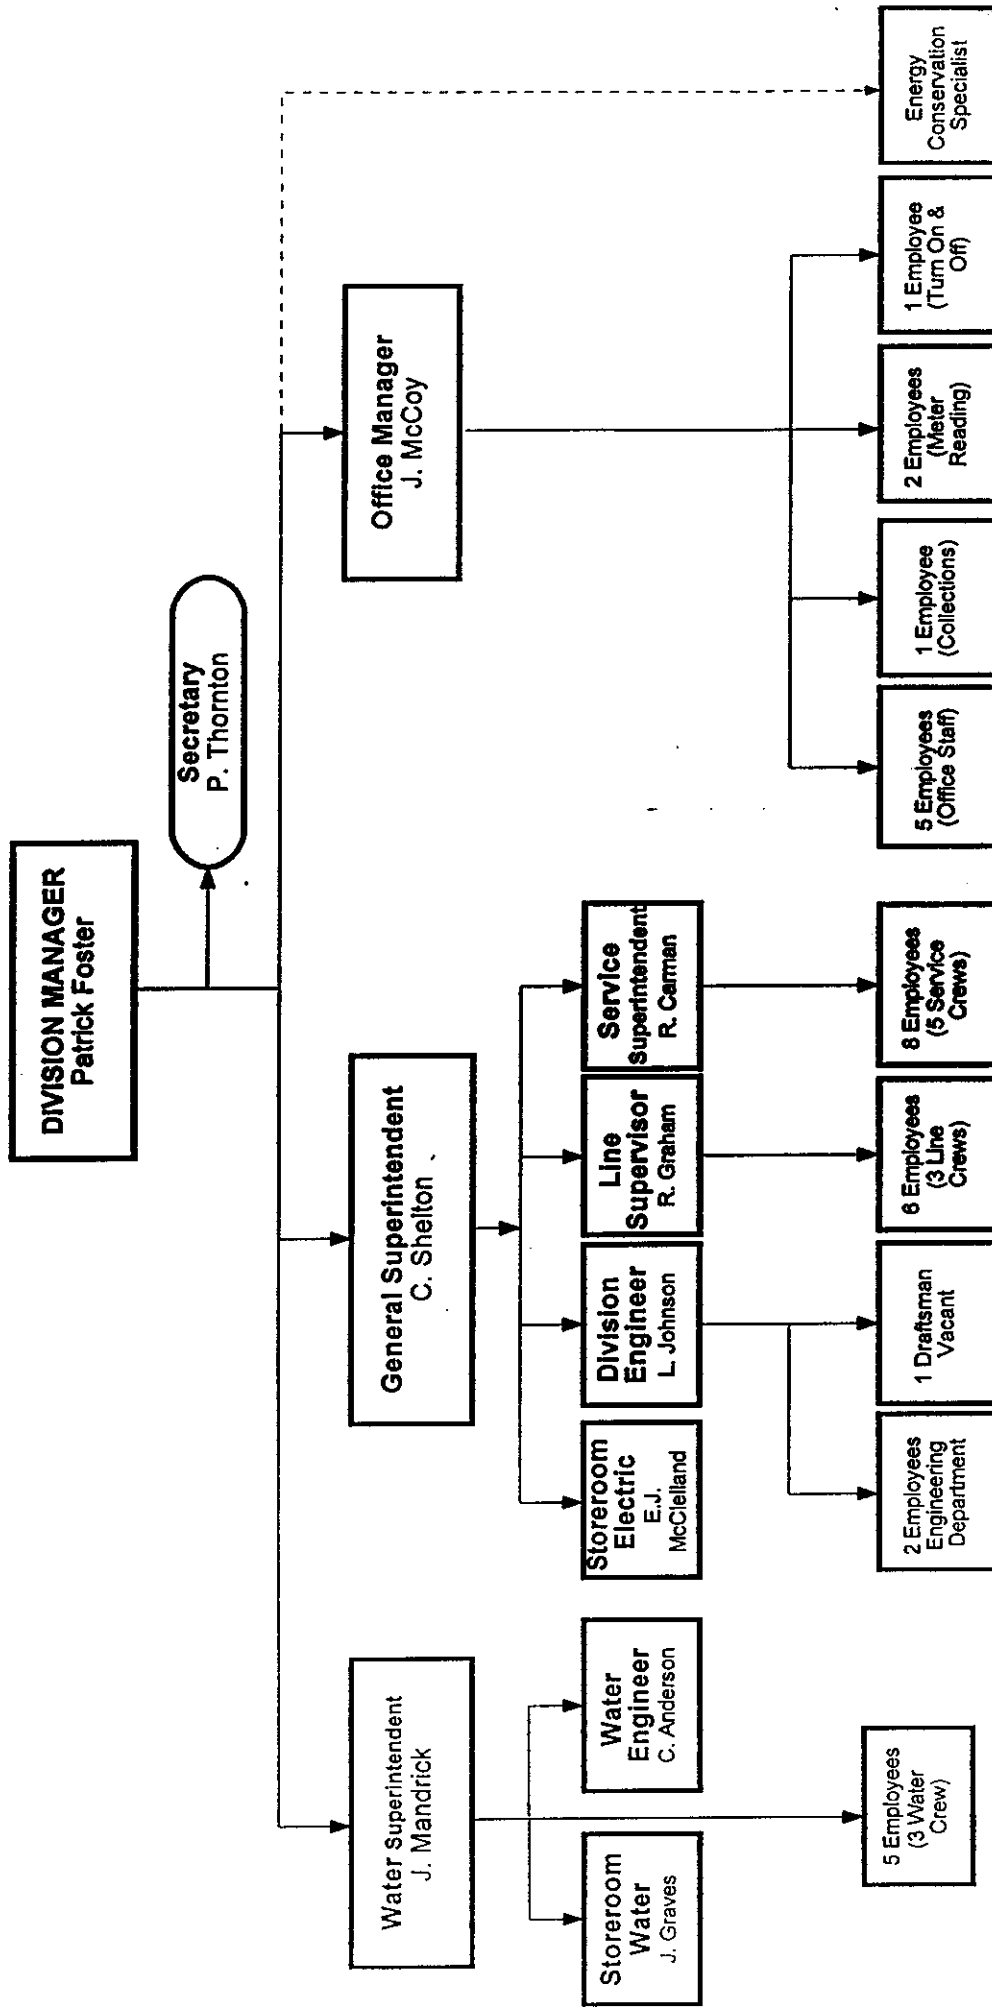 DIVISION MANAGER
Patrick Foster
Secretary
P. Thornton
Water Superintendent
J. Mandrick
General Superintendent
C. Shelton
Office Manager
J. McCoy
Storeroom
Water
J. Graves
Water
Engineer
C. Anderson
Storeroom
Electric
E.J.
McClelland
Division
Engineer
L. Johnson
Line
Supervisor
R. Graham
Service
Superintendent
R. Carman
5 Employees
(3 Water
Crew)
2 Employees
Engineering
Department
1 Draftsman
Vacant
6 Employees
(3 Line
Crews)
8 Employees
(5 Service
Crews)
5 Employees
(Office Staff)
1 Employee
(Collections)
2 Employees
(Meter
Reading)
1 Employee
(Turn On &
Off)
Energy
Conservation
Specialist